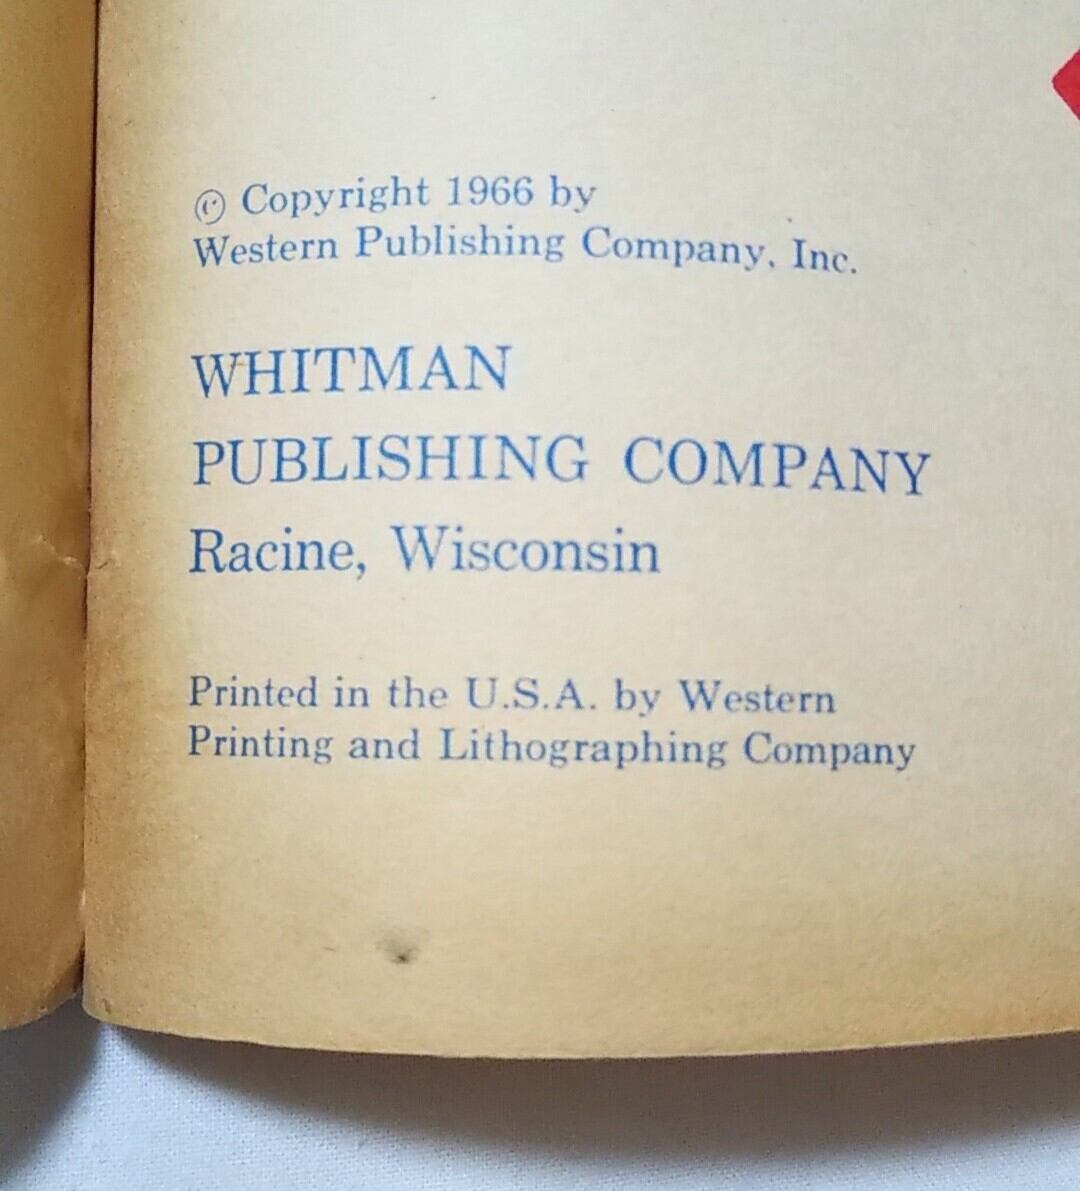 © Copyright 1966 by
Western Publishing Company, Inc.
WHITMAN
PUBLISHING COMPANY
Racine, Wisconsin
Printed in the U.S.A. by Western
Printing and Lithographing Company